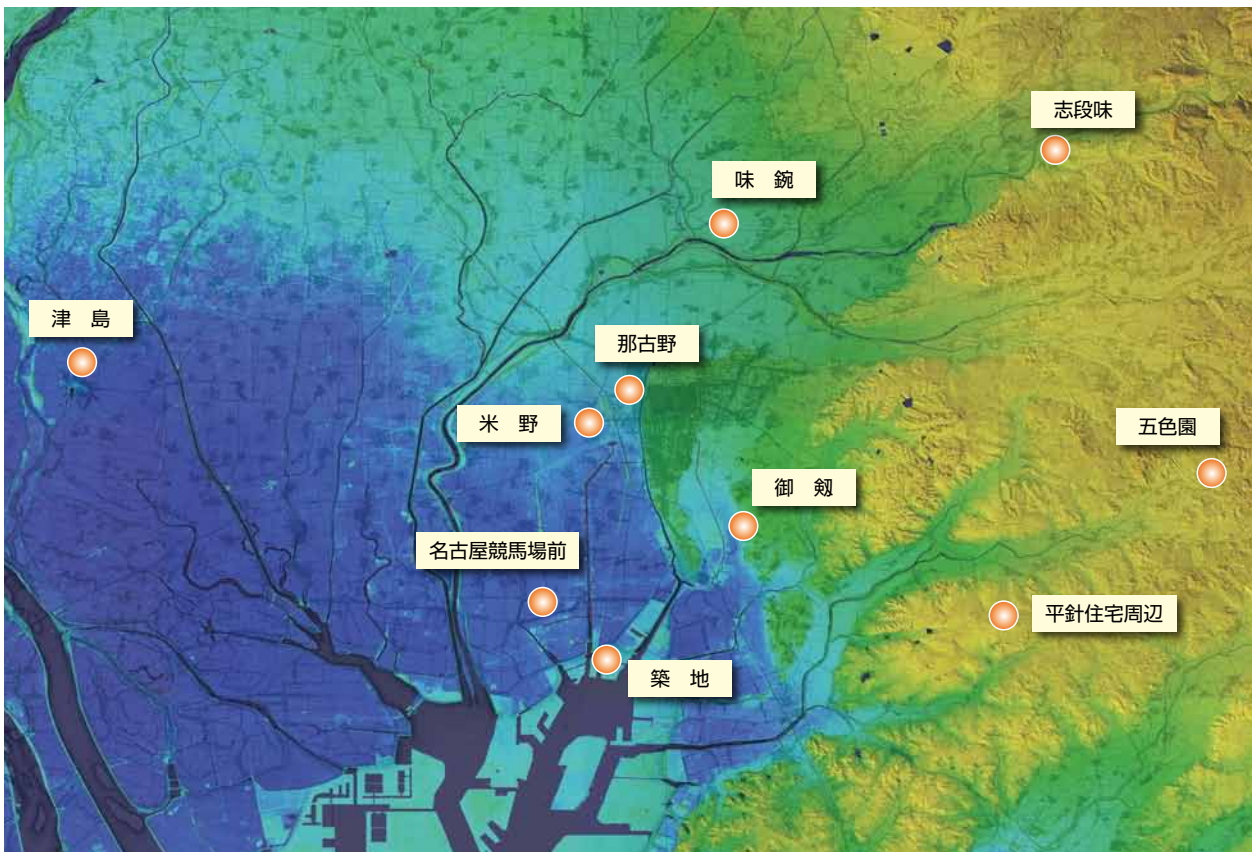 志段味
味　鋺
津　島
那古野
米　野
五色園
御　剱
名古屋競馬場前
平針住宅周辺
築　地